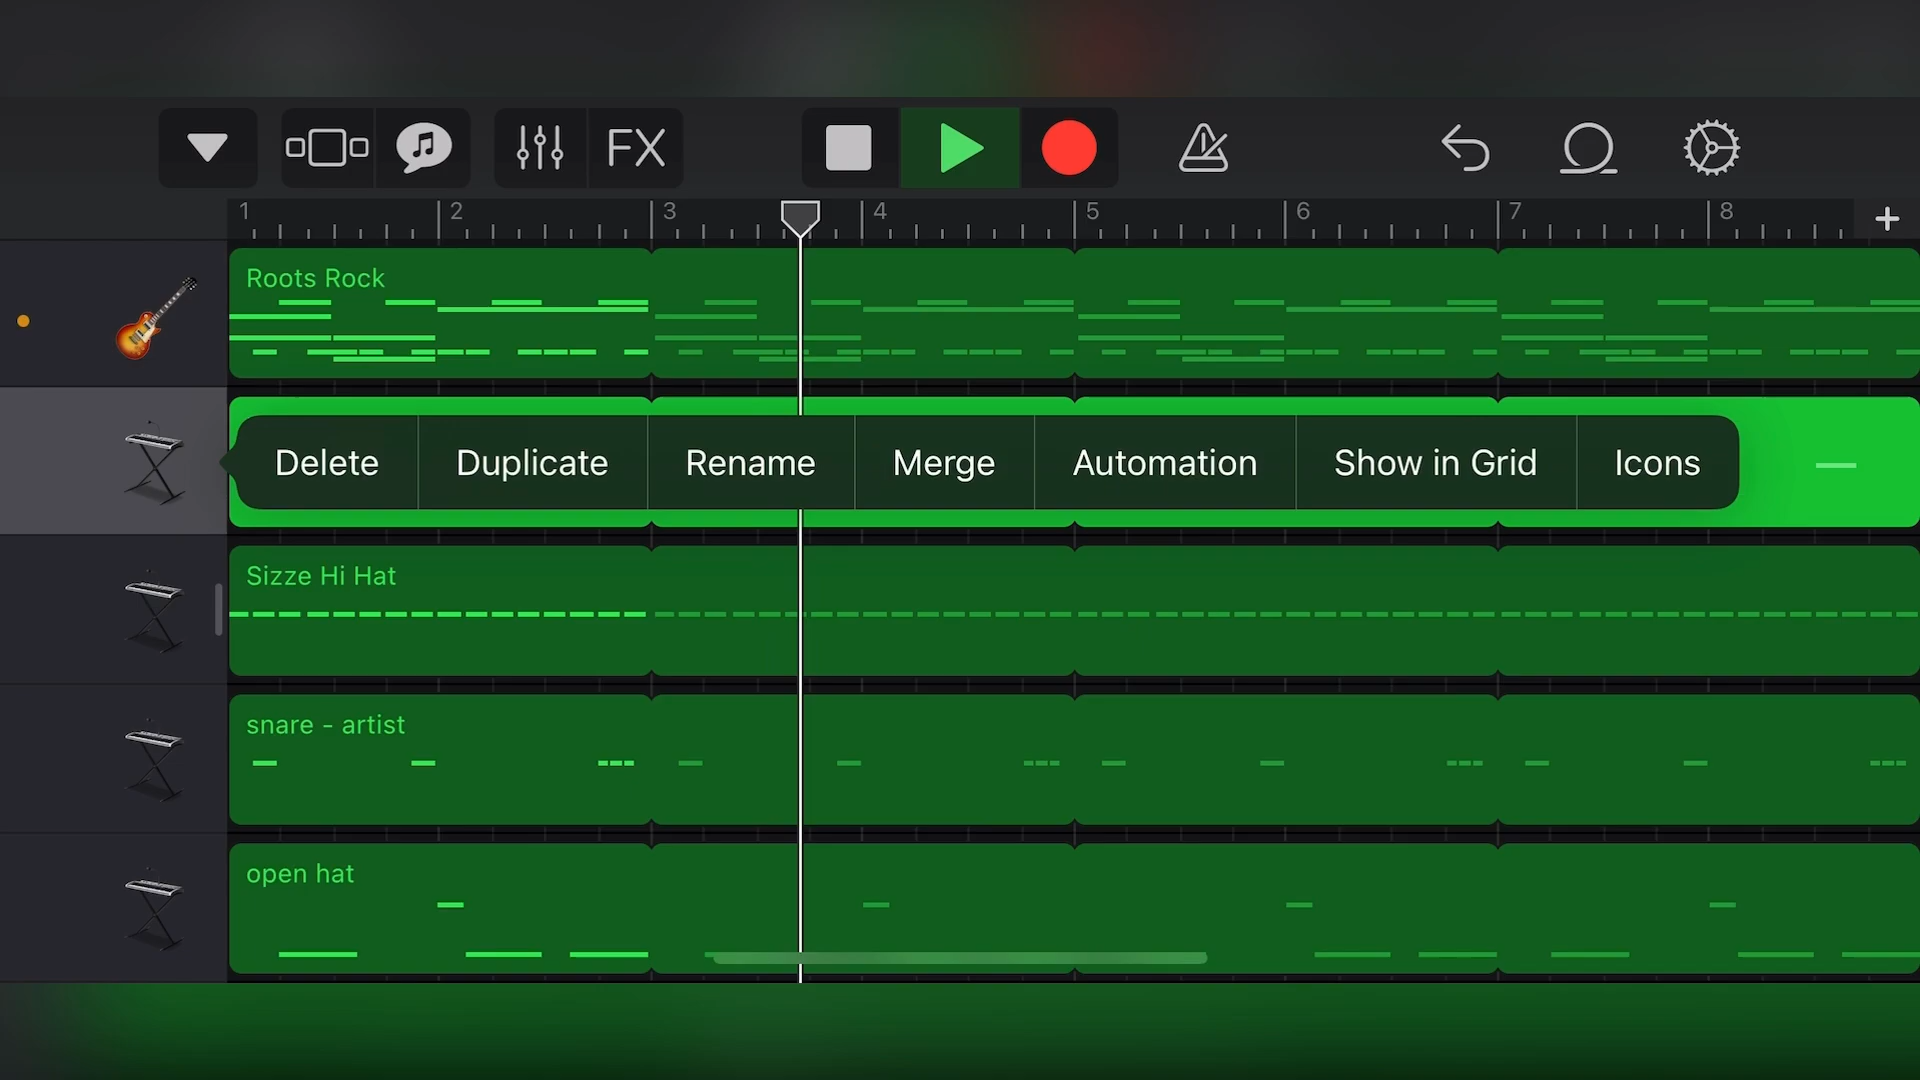 FX
1 2 3 4 5 6 7 8 +
Roots Rock
Delete Duplicate Rename Merge Automation Show in Grid Icons
Sizze Hi Hat
snare - artist
open hat